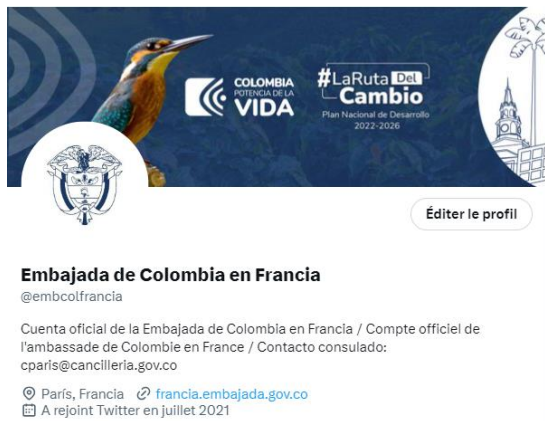 COLOMBIA
POTENCIA DE LA
VIDA
#LaRuta Del
Cambio
Plan Nacional de Desarrollo
2022-2026
Éditer le profil
Embajada de Colombia en Francia
@embcolfrancia
Cuenta oficial de la Embajada de Colombia en Francia / Compte officiel de
l'ambassade de Colombie en France / Contacto consulado:
cparis@cancilleria.gov.co
París, Francia francia.embajada.gov.co
A rejoint Twitter en juillet 2021